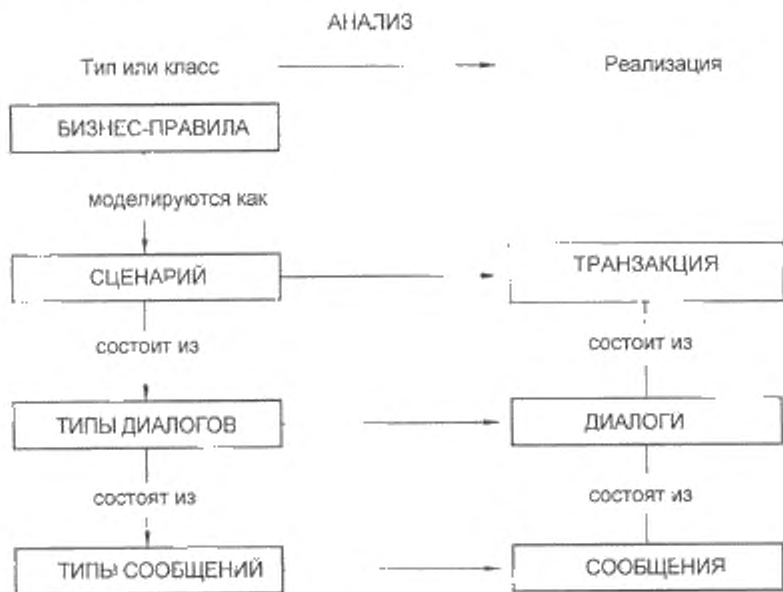 АНАЛИЗ
Тип или класс
Реализация
БИЗНЕС-ПРАВИЛА
моделируются как
СЦЕНАРИЙ
ТРАНЗАКЦИЯ
состоит из
состоит из
ТИПЫ ДИАЛОГОВ
ДИАЛОГИ
состоят из
состоят из
ТИПЫ СООБЩЕНИЙ
СООБЩЕНИЯ